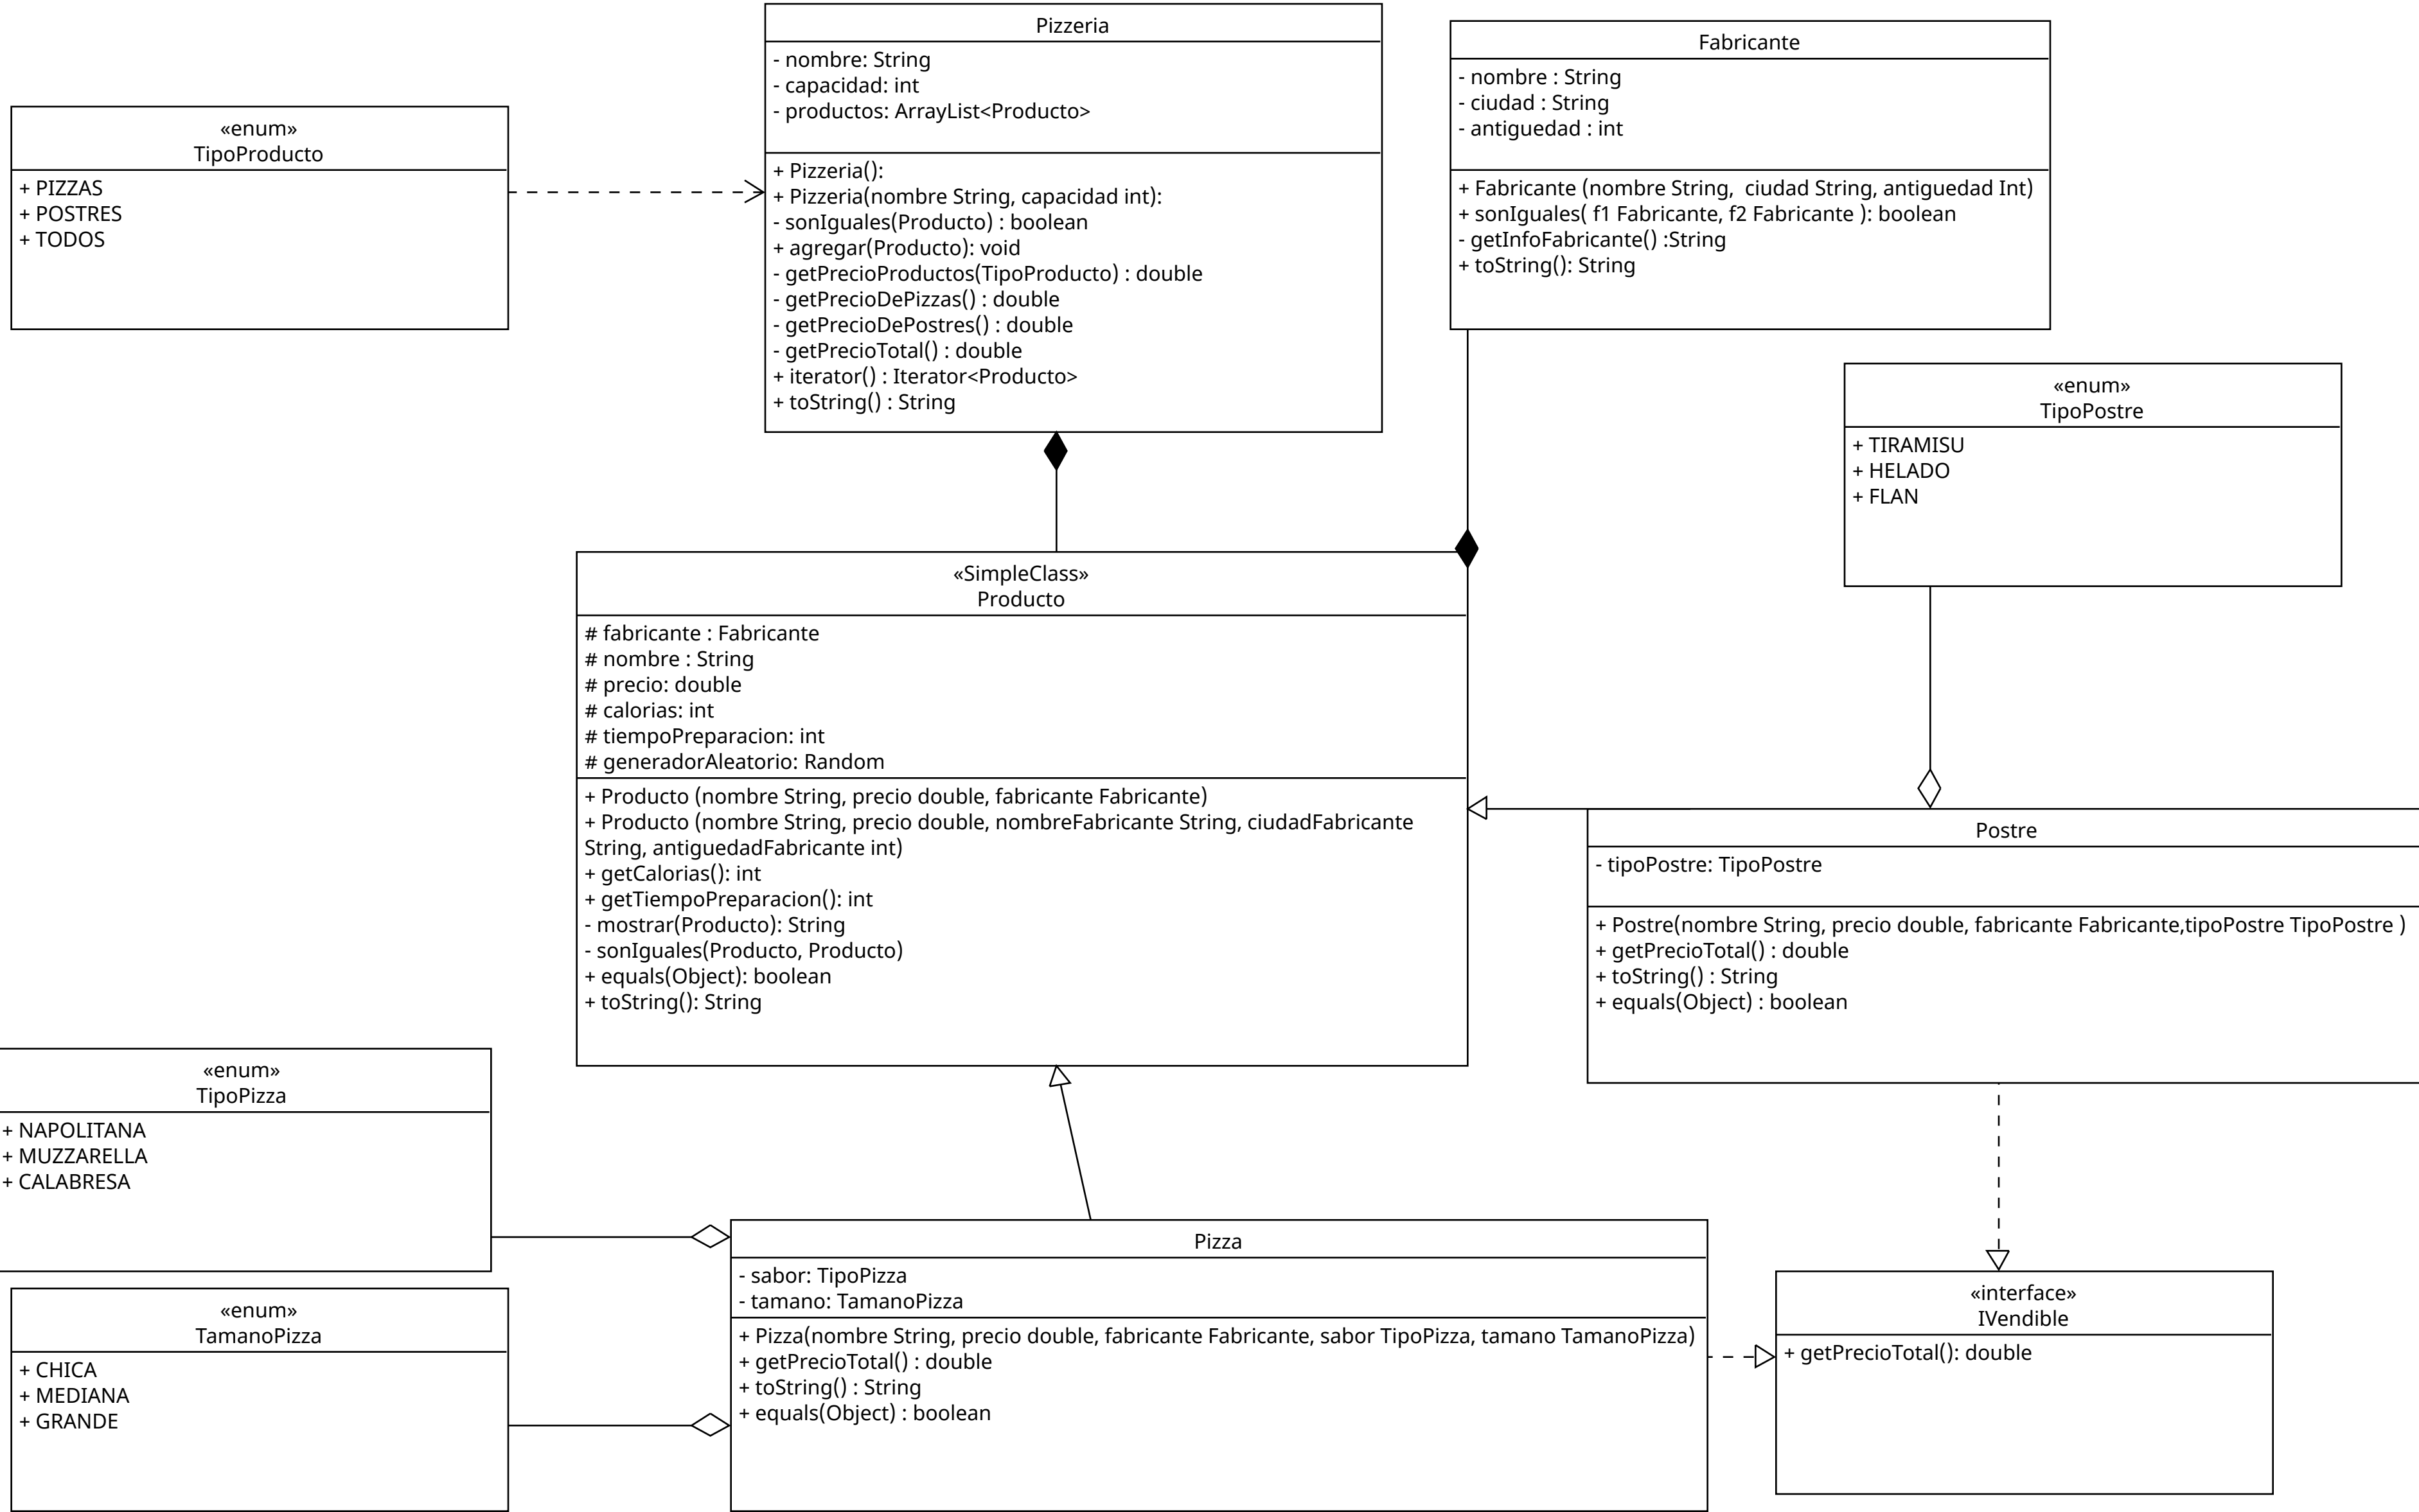 Pizzeria
- nombre: String
- capacidad: int
- productos: ArrayList<Producto>
+ Pizzeria():
+ Pizzeria(nombre String, capacidad int):
- sonIguales(Producto) : boolean
+ agregar(Producto): void
- getPrecioProductos(TipoProducto) : double
- getPrecioDePizzas() : double
- getPrecioDePostres() : double
- getPrecioTotal() : double
+ iterator() : Iterator<Producto>
+ toString() : String
Fabricante
- nombre : String
- ciudad : String
- antiguedad : int
+ Fabricante (nombre String,  ciudad String, antiguedad Int)
+ sonIguales( f1 Fabricante, f2 Fabricante ): boolean
- getInfoFabricante() :String
+ toString(): String
«enum»
TipoProducto
+ PIZZAS
+ POSTRES
+ TODOS
«enum»
TipoPostre
+ TIRAMISU
+ HELADO
+ FLAN
«SimpleClass»
Producto
# fabricante : Fabricante
# nombre : String
# precio: double
# calorias: int
# tiempoPreparacion: int
# generadorAleatorio: Random
+ Producto (nombre String, precio double, fabricante Fabricante)
+ Producto (nombre String, precio double, nombreFabricante String, ciudadFabricante
String, antiguedadFabricante int)
+ getCalorias(): int
+ getTiempoPreparacion(): int
- mostrar(Producto): String
- sonIguales(Producto, Producto)
+ equals(Object): boolean
+ toString(): String
Postre
- tipoPostre: TipoPostre
+ Postre(nombre String, precio double, fabricante Fabricante,tipoPostre TipoPostre )
+ getPrecioTotal() : double
+ toString() : String
+ equals(Object) : boolean
«enum»
TipoPizza
+ NAPOLITANA
+ MUZZARELLA
+ CALABRESA
«enum»
TamanoPizza
+ CHICA
+ MEDIANA
+ GRANDE
Pizza
- sabor: TipoPizza
- tamano: TamanoPizza
+ Pizza(nombre String, precio double, fabricante Fabricante, sabor TipoPizza, tamano TamanoPizza)
+ getPrecioTotal() : double
+ toString() : String
+ equals(Object) : boolean
«interface»
IVendible
+ getPrecioTotal(): double